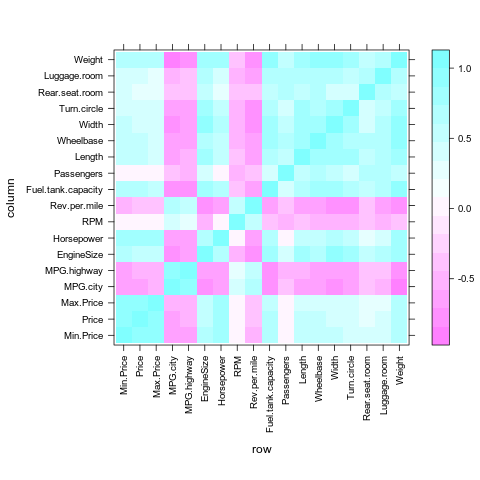 Weight
Luggage.room
Rear.seat.room
Turn.circle
Width
Wheelbase
Length
Passengers
Fuel.tank.capacity
Rev.per.mile
RPM
Horsepower
EngineSize
MPG.highway
MPG.city
Max.Price
Price
Min.Price
column
Min.Price
Price
Max.Price
MPG.city
MPG.highway
EngineSize
Horsepower
RPM
Rev.per.mile
Fuel.tank.capacity
Passengers
Length
Wheelbase
Width
Turn.circle
Rear.seat.room
Luggage.room
Weight
row
1.0
0.5
0.0
-0.5